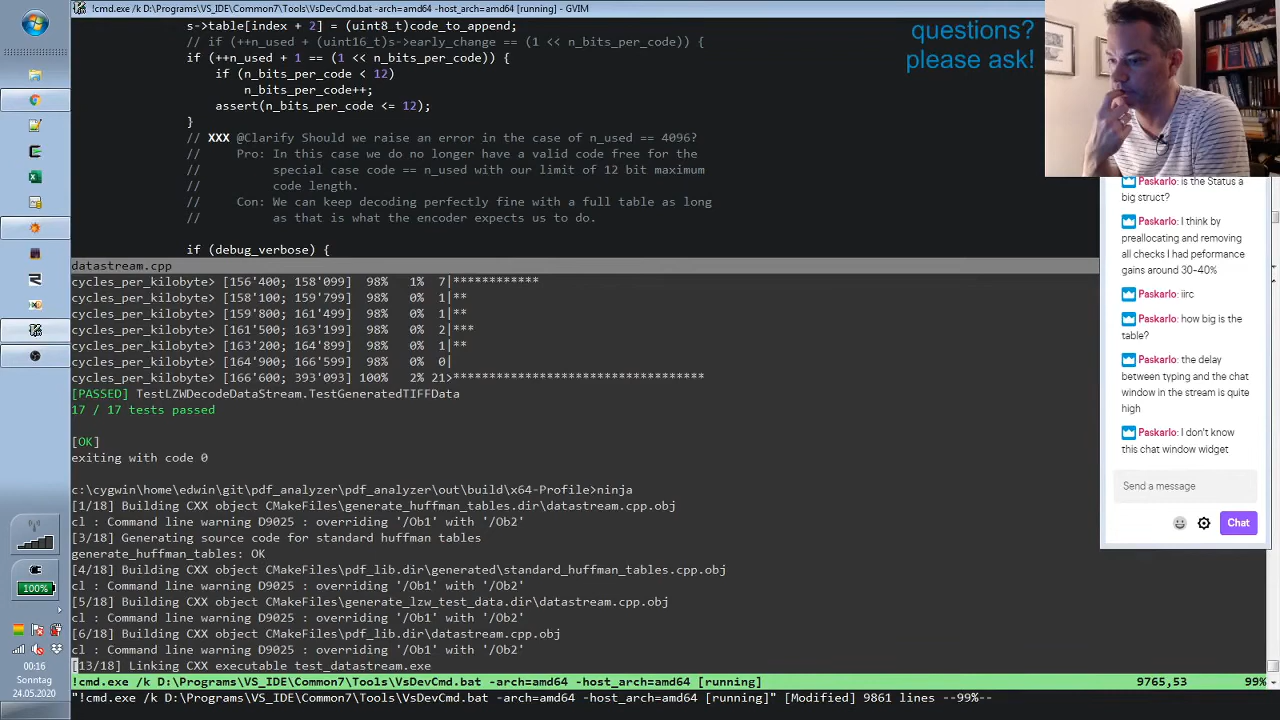 !cmd.exe /k D:\Programs\VS_IDE\Common7\Tools\VsDevCmd.bat -arch=amd64 -host_arch=amd64 [running] - GVIM
s->table[index + 2] = (uint8_t)code_to_append;
// if (++n_used + (uint16_t)s->early_change == (1 << n_bits_per_code)) {
if (++n_used + 1 == (1 << n_bits_per_code)) {
if (n_bits_per_code < 12)
n_bits_per_code++;
assert(n_bits_per_code <= 12);
}
// XXX @Clarify Should we raise an error in the case of n_used == 4096?
// Pro: In this case we do no longer have a valid code free for the
// special case code == n_used with our limit of 12 bit maximum
// code length.
// Con: We can keep decoding perfectly fine with a full table as long
// as that is what the encoder expects us to do.
if (debug_verbose) {
datastream.cpp
cycles_per_kilobyte> [156'400; 158'099] 98% 1% 7|************
cycles_per_kilobyte> [158'100; 159'799] 98% 0% 1|**
cycles_per_kilobyte> [159'800; 161'499] 98% 0% 1|**
cycles_per_kilobyte> [161'500; 163'199] 98% 0% 2|***
cycles_per_kilobyte> [163'200; 164'899] 98% 0% 1|**
cycles_per_kilobyte> [164'900; 166'599] 98% 0% 0|
cycles_per_kilobyte> [166'600; 393'093] 100% 2% 21>***********************************
[PASSED] TestLZWDecodeDataStream.TestGeneratedTIFFData
17 / 17 tests passed
[OK]
exiting with code 0
c:\cygwin\home\edwin\git\pdf_analyzer\pdf_analyzer\out\build\x64-Profile>ninja
[1/18] Building CXX object CMakeFiles\generate_huffman_tables.dir\datastream.cpp.obj
cl : Command line warning D9025 : overriding '/Ob1' with '/Ob2'
[3/18] Generating source code for standard huffman tables
generate_huffman_tables: OK
[4/18] Building CXX object CMakeFiles\pdf_lib.dir\generated\standard_huffman_tables.cpp.obj
cl : Command line warning D9025 : overriding '/Ob1' with '/Ob2'
[5/18] Building CXX object CMakeFiles\generate_lzw_test_data.dir\datastream.cpp.obj
cl : Command line warning D9025 : overriding '/Ob1' with '/Ob2'
[6/18] Building CXX object CMakeFiles\pdf_lib.dir\datastream.cpp.obj
cl : Command line warning D9025 : overriding '/Ob1' with '/Ob2'
[13/18] Linking CXX executable test_datastream.exe
!cmd.exe /k D:\Programs\VS_IDE\Common7\Tools\VsDevCmd.bat -arch=amd64 -host_arch=amd64 [running] 9765,53 99%
"!cmd.exe /k D:\Programs\VS_IDE\Common7\Tools\VsDevCmd.bat -arch=amd64 -host_arch=amd64 [running]" [Modified] 9861 lines --99%--
questions?
please ask!
Paskarlo: is the Status a
big struct?
Paskarlo: I think by
preallocating and removing
all checks I had peformance
gains around 30-40%
Paskarlo: iirc
Paskarlo: how big is the
table?
Paskarlo: the delay
between typing and the chat
window in the stream is quite
high
Paskarlo: I don't know
this chat window widget
Send a message
Chat
100%
00:16
Sonntag
24.05.2020